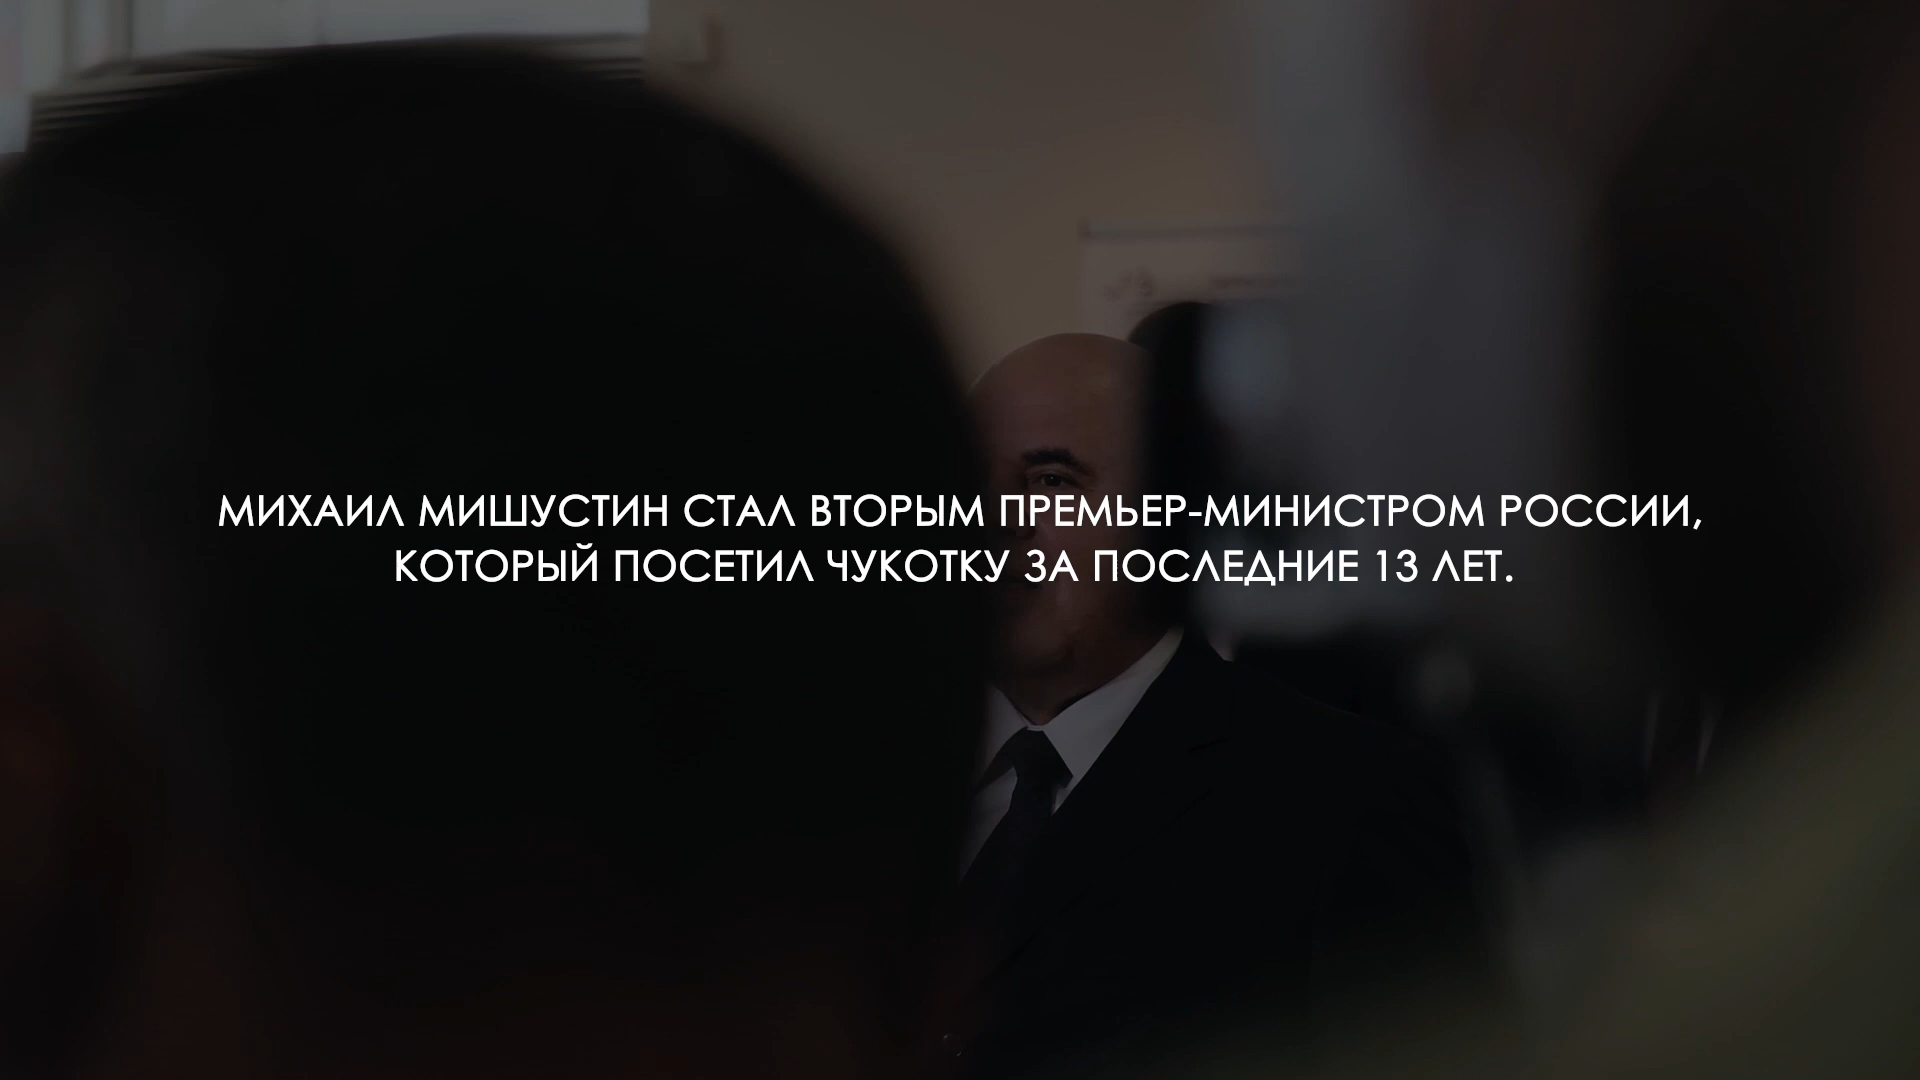 МИХАИЛ МИШУСТИН СТАЛ ВТОРЫМ ПРЕМЬЕР-МИНИСТРОМ РОССИИ,
КОТОРЫЙ ПОСЕТИЛ ЧУКОТКУ ЗА ПОСЛЕДНИЕ 13 ЛЕТ.